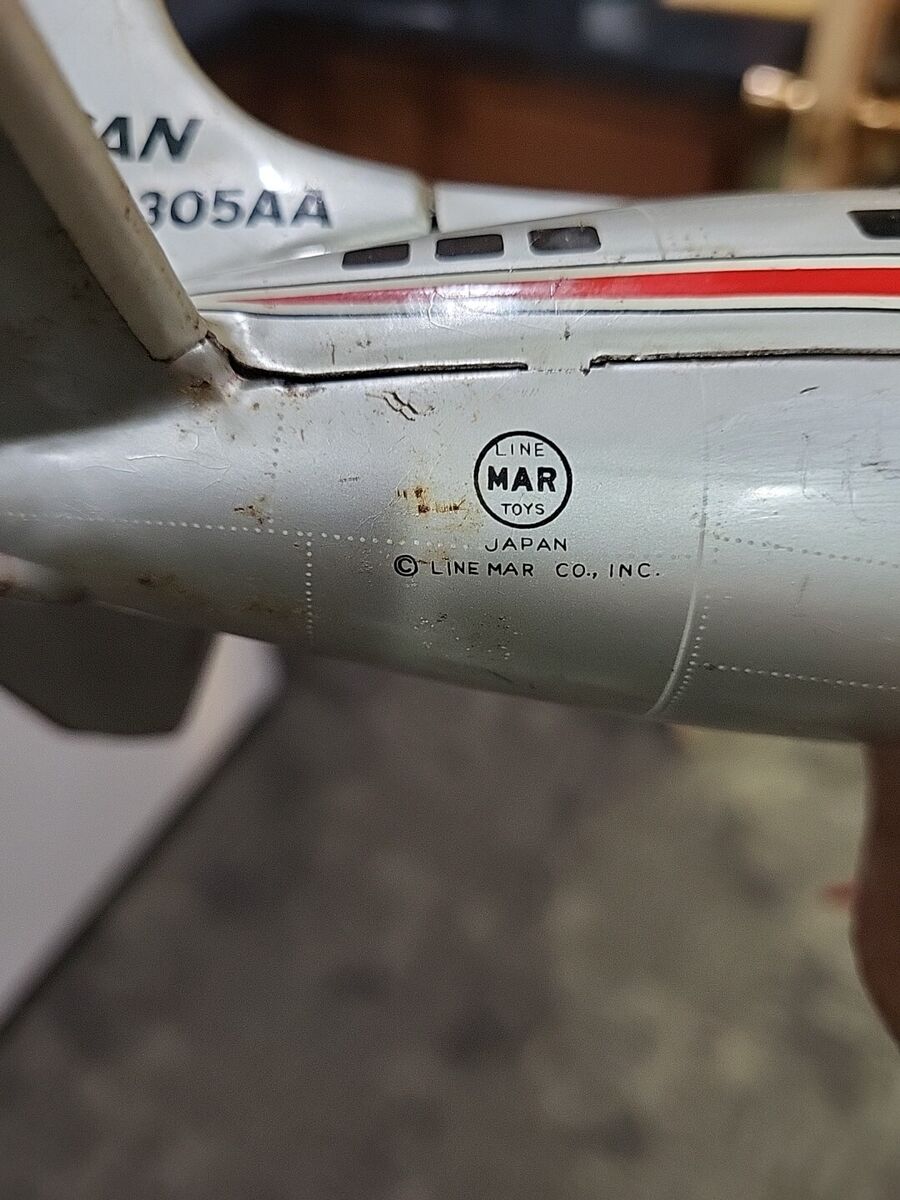 AN
305AA
LINE
MAR
TOYS
JAPAN
© LINE MAR CO., INC.